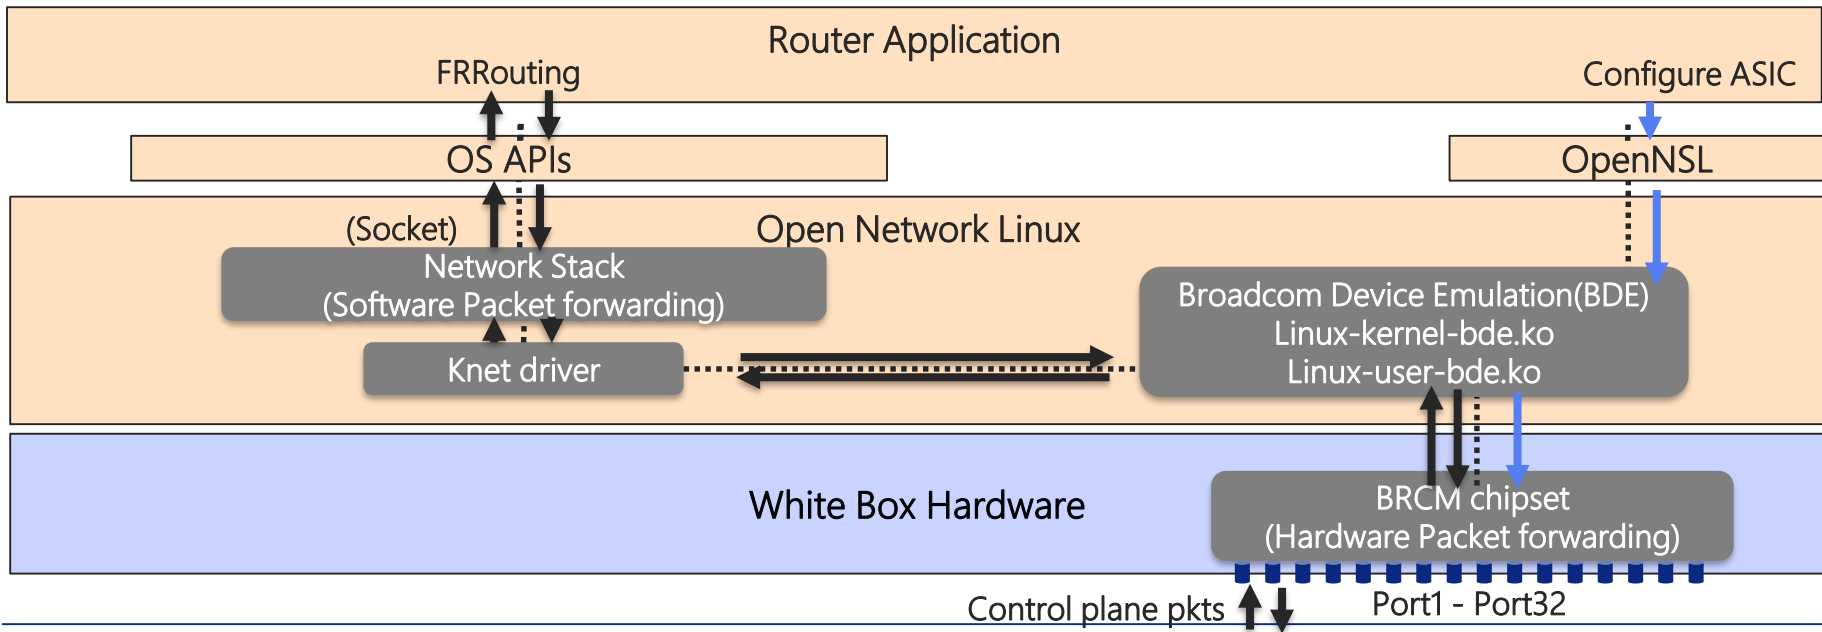 Router Application
FRRouting
Configure ASIC
OS APIs
OpenNSL
(Socket)
Open Network Linux
Network Stack
(Software Packet forwarding)
Broadcom Device Emulation(BDE)
Linux-kernel-bde.ko
Linux-user-bde.ko
Knet driver
White Box Hardware
BRCM chipset
(Hardware Packet forwarding)
Control plane pkts
Port1 - Port32